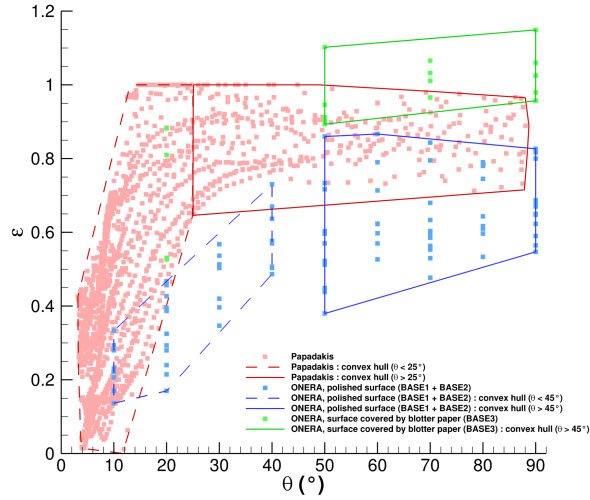 1.2
1
0.8
0.6
0.4
0.2
0
ε
0 10 20 30 40 50 60 70 80 90
θ (°)
Papadakis
Papadakis : convex hull (θ < 25°)
Papadakis : convex hull (θ > 25°)
ONERA, polished surface (BASE1 + BASE2)
ONERA, polished surface (BASE1 + BASE2) : convex hull (θ < 45°)
ONERA, polished surface (BASE1 + BASE2) : convex hull (θ > 45°)
ONERA, surface covered by blotter paper (BASE3)
ONERA, surface covered by blotter paper (BASE3) : convex hull (θ > 45°)